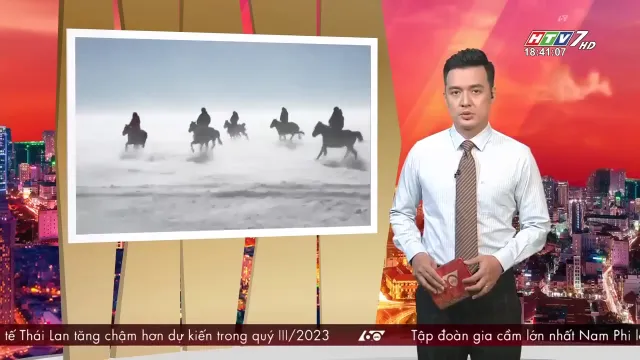 HTV7 HD
18:41:07
tế Thái Lan tăng chậm hơn dự kiến trong quý III/2023 60 Tập đoàn gia cầm lớn nhất Nam Phi